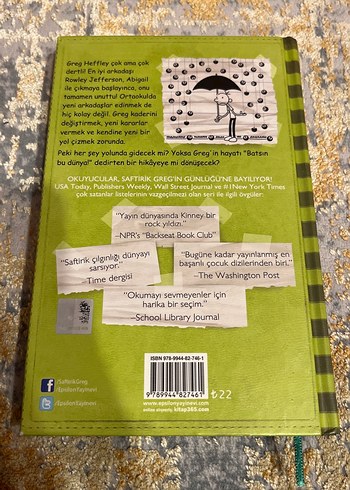 Greg Heffley çok ama çok
dertli! En iyi arkadaşı
Rowley Jefferson, Abigail
ile çıkmaya başlayınca, onu
tamamen unuttu! Ortaokulda
yeni arkadaşlar edinmek de
hiç kolay değil. Greg kaderini
değiştirmek, yeni kararlar
vermek ve kendine yeni bir
yol çizmek zorunda.
Peki her şey yolunda gidecek mi? Yoksa Greg'in hayatı "Batsın
bu dünya!" dedirten bir hikâyeye mi dönüşecek?
OKUYUCULAR, SAFTİRİK GREG'İN GÜNLÜĞÜ'NE BAYILIYOR!
USA Today, Publishers Weekly, Wall Street Journal ve #1 New York Times
çok satanlar listelerinin vazgeçilmezi olan seri ile ilgili övgüler:
"Yayın dünyasında Kinney bir
rock yıldızı."
–NPR's "Backseat Book Club"
"Saftirik çılgınlığı dünyayı
sarsıyor."
–Time dergisi
"Bugüne kadar yayınlanmış en
başarılı çocuk dizilerinden biri."
–The Washington Post
"Okumayı sevmeyenler için
harika bir seçim."
–School Library Journal
ISBN 978-9944-82-746-1
9 789944 827461
₺22
/SaftirikGreg
/EpsilonYayinevi
/EpsilonYayinevi
www.epsilonyayinevi.com
online alışveriş: kitap365.com